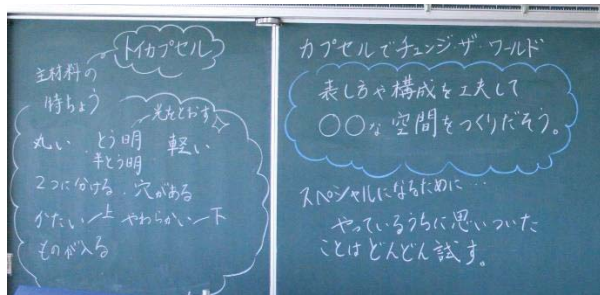 トイカプセル
主材料の
特ちょう
光をとおす
丸い とう明 軽い
半とう明
2つに分ける 穴がある
かたい/上 やわらかい/下
ものが入る
カプセルでチェンジ・ザ・ワールド
表し方や構成を工夫して
○○な空間をつくりだそう。
スペシャルになるために…
やっているうちに思いついた
ことはどんどん試す。